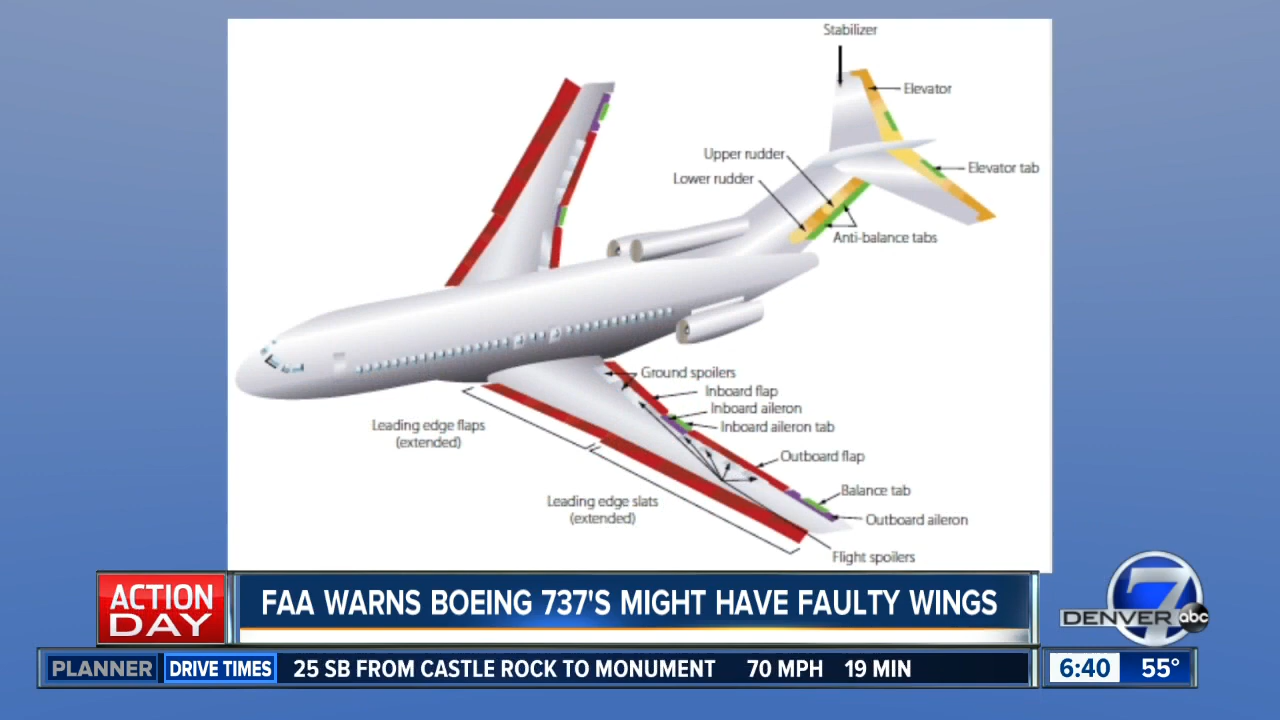 Stabilizer
Elevator
Upper rudder
Elevator tab
Lower rudder
Anti-balance tabs
Ground spoilers
Inboard flap
Inboard aileron
Leading edge flaps
(extended)
Inboard aileron tab
Outboard flap
Balance tab
Leading edge slats
(extended)
Outboard aileron
Flight spoilers
ACTION
DAY
FAA WARNS BOEING 737'S MIGHT HAVE FAULTY WINGS
7
DENVER abc
PLANNER DRIVE TIMES 25 SB FROM CASTLE ROCK TO MONUMENT 70 MPH 19 MIN
6:40 55°